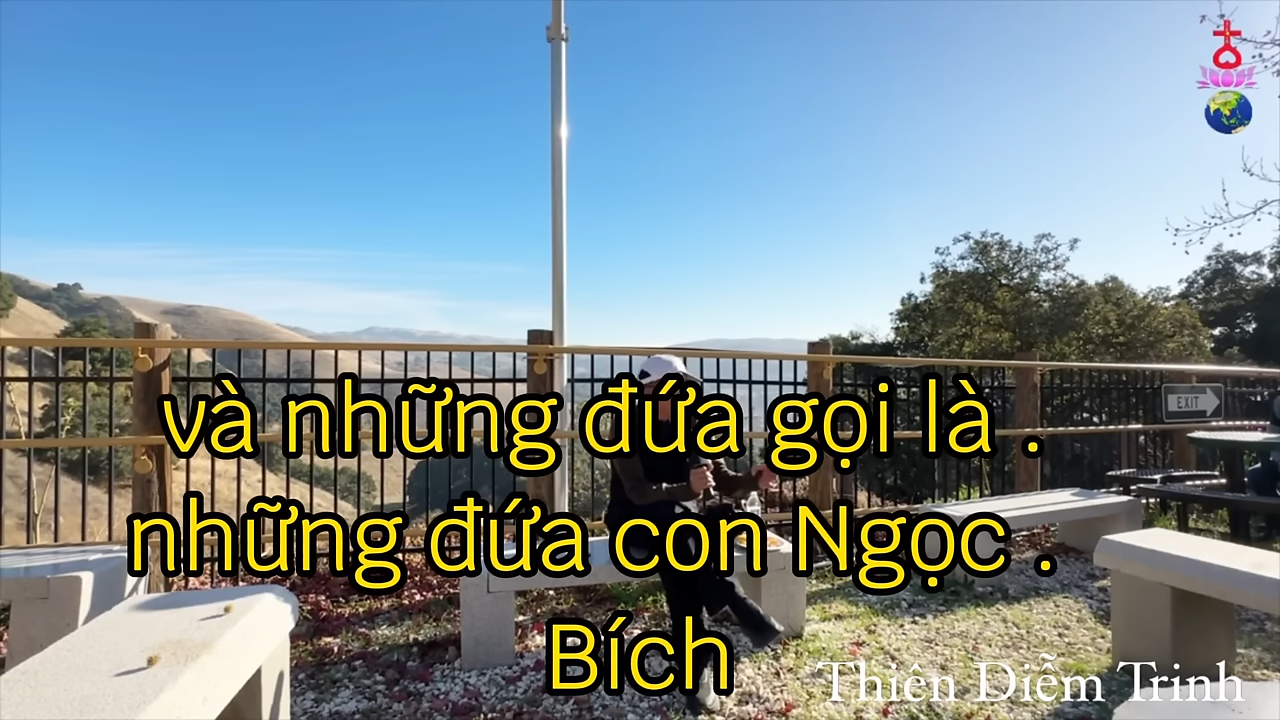 EXIT
và những đứa gọi là .
những đứa con Ngọc .
Bích
Thiên Diễm Trinh